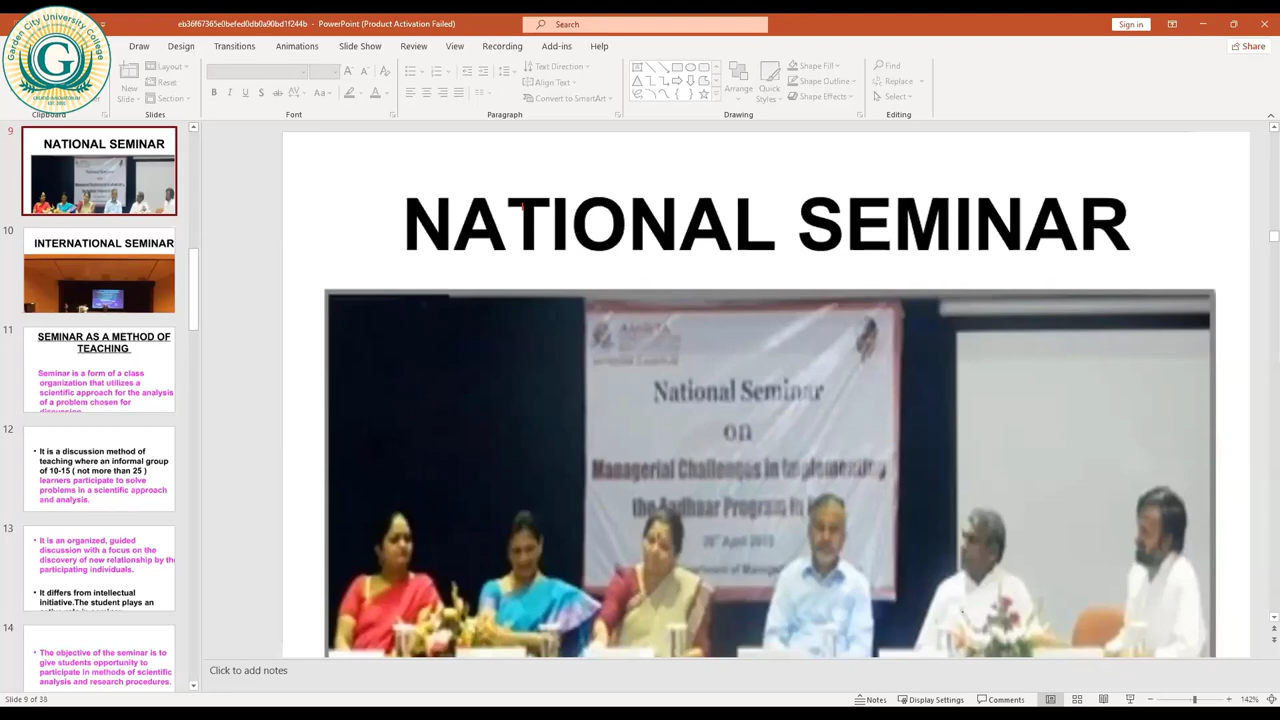 eb36f67365e0befed0db0a90bd1f244b - PowerPoint (Product Activation Failed)
Search
Sign in
Garden City University College
G
EST. 2001
Draw Design Transitions Animations Slide Show Review View Recording Add-ins Help
Share
New Slide
Layout
Reset
Section
Text Direction
Align Text
Convert to SmartArt
Arrange
Quick Styles
Shape Fill
Shape Outline
Shape Effects
Find
Replace
Select
Clipboard Slides Font Paragraph Drawing Editing
9
NATIONAL SEMINAR
10
INTERNATIONAL SEMINAR
11
SEMINAR AS A METHOD OF
TEACHING
Seminar is a form of a class
organization that utilizes a
scientific approach for the analysis
of a problem chosen for
discussion
12
It is a discussion method of
teaching where an informal group
of 10-15 ( not more than 25 )
learners participate to solve
problems in a scientific approach
and analysis.
13
It is an organized, guided
discussion with a focus on the
discovery of new relationship by the
participating individuals.
It differs from intellectual
initiative.The student plays an
14
The objective of the seminar is to
give students opportunity to
participate in methods of scientific
analysis and research procedures.
NATIONAL SEMINAR
National Seminar
on
Managerial Challenges in Implementing
the Aadhaar Program in
Click to add notes
Slide 9 of 38
Notes Display Settings Comments
142%